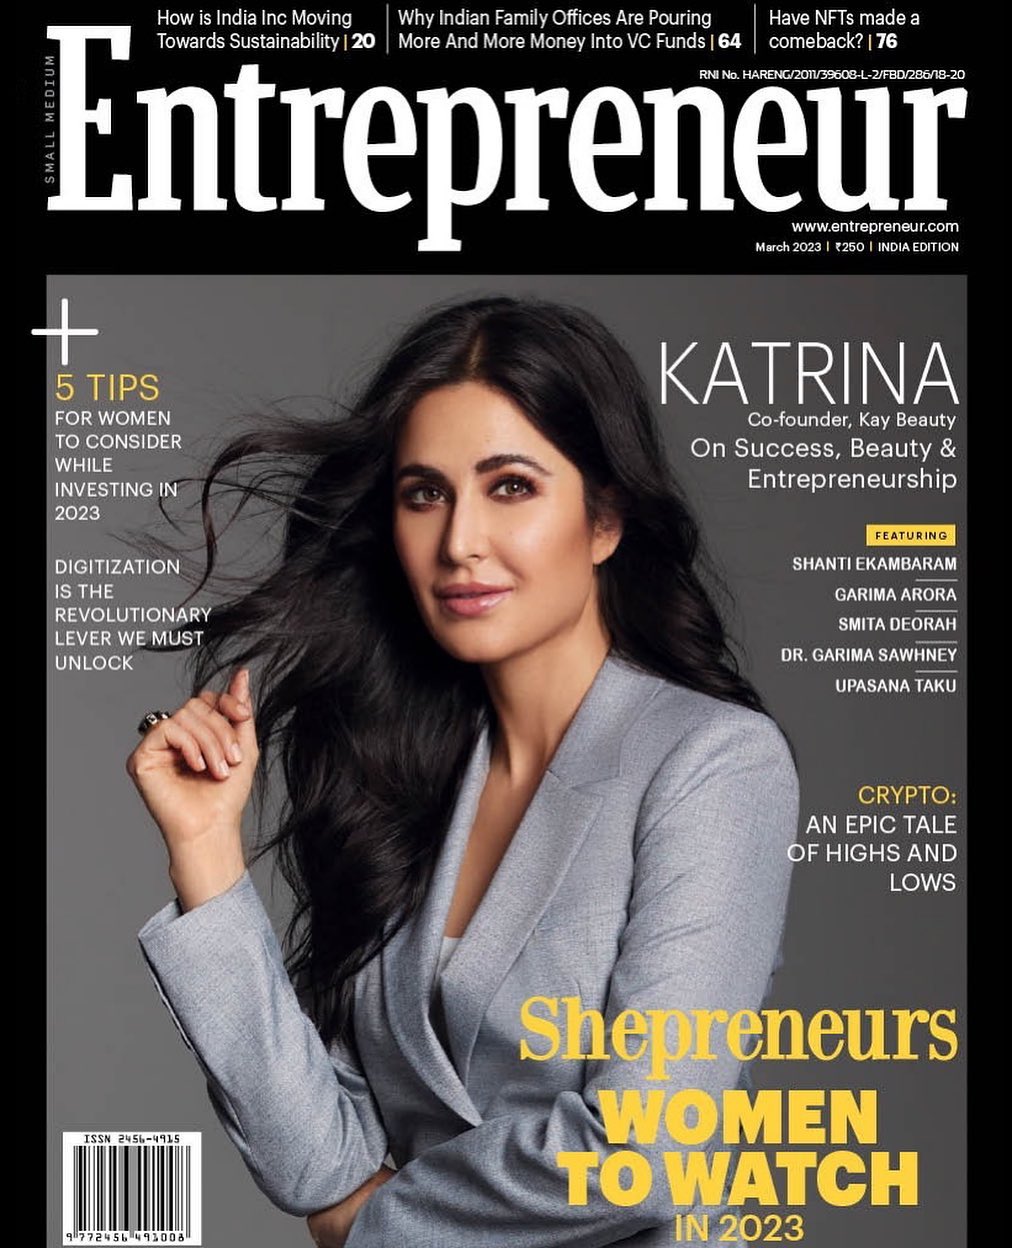 How is India Inc Moving
Towards Sustainability | 20
Why Indian Family Offices Are Pouring
More And More Money Into VC Funds | 64
Have NFTs made a
comeback? | 76
RNI No. HARENG/2011/39608-L-2/FBD/286/18-20
SMALL MEDIUM
Entrepreneur
www.entrepreneur.com
March 2023 | ₹250 | INDIA EDITION
5 TIPS
FOR WOMEN
TO CONSIDER
WHILE
INVESTING IN
2023
DIGITIZATION
IS THE
REVOLUTIONARY
LEVER WE MUST
UNLOCK
KATRINA
Co-founder, Kay Beauty
On Success, Beauty &
Entrepreneurship
FEATURING
SHANTI EKAMBARAM
GARIMA ARORA
SMITA DEORAH
DR. GARIMA SAWHNEY
UPASANA TAKU
CRYPTO:
AN EPIC TALE
OF HIGHS AND
LOWS
Shepreneurs
WOMEN
TO WATCH
IN 2023
ISSN 2456-4915
9 772456 491008